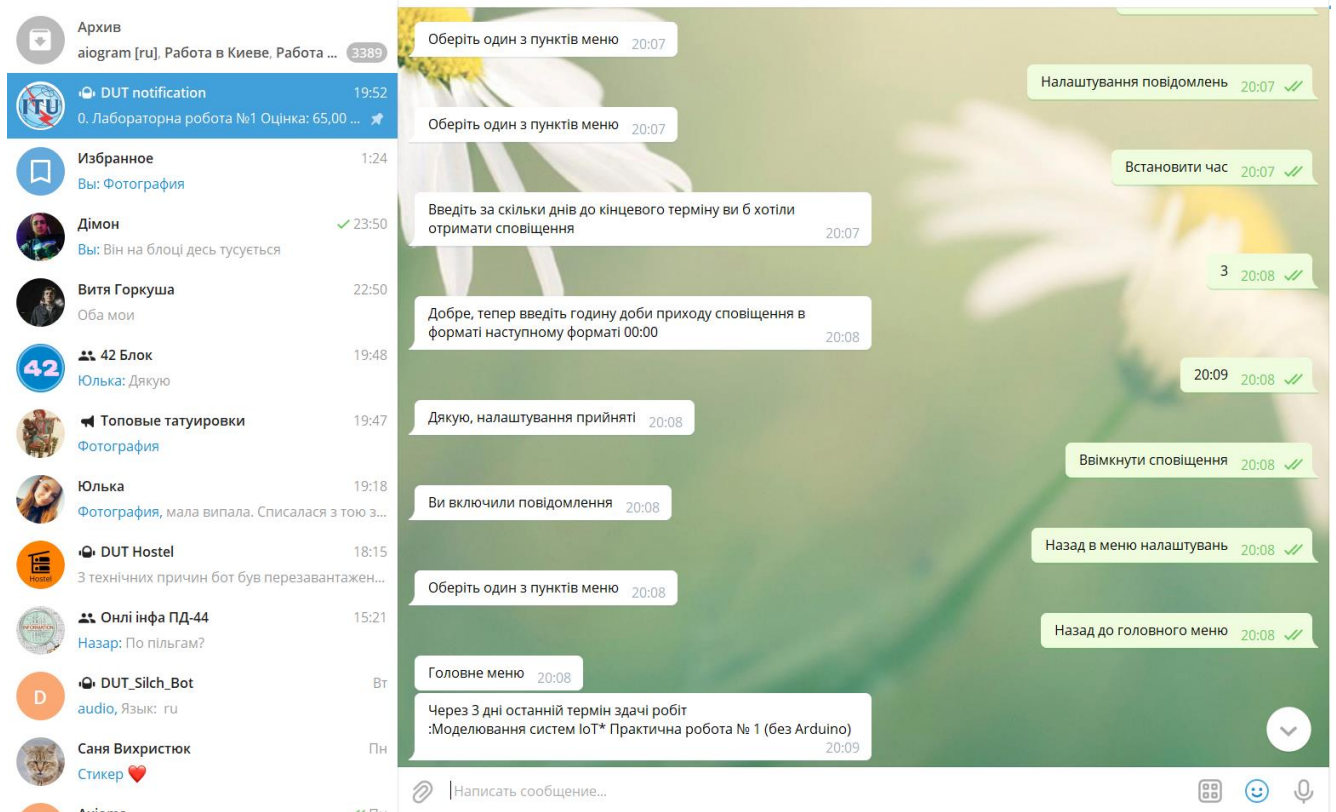 Архив
aiogram [ru], Работа в Киеве, Работа ... 3389
DUT notification 19:52
0. Лабораторна робота №1 Оцінка: 65,00 ...
ITU
Избранное 1:24
Вы: Фотография
Дімон 23:50
Вы: Він на блоці десь тусується
Витя Горкуша 22:50
Оба мои
42
42 Блок 19:48
Юлька: Дякую
Топовые татуировки 19:47
Фотография
Юлька 19:18
Фотография, мала випала. Списалася з тою з...
Hostel
DUT Hostel 18:15
З технічних причин бот був перезавантажен...
Онлі інфа ПД-44 15:21
Назар: По пільгам?
D
DUT_Silch_Bot Вт
audio, Язык: ru
Саня Вихристюк Пн
Стикер ❤️
Оберіть один з пунктів меню 20:07
Налаштування повідомлень 20:07
Оберіть один з пунктів меню 20:07
Встановити час 20:07
Введіть за скільки днів до кінцевого терміну ви б хотіли
отримати сповіщення 20:07
3 20:08
Добре, тепер введіть годину доби приходу сповіщення в
форматі наступному форматі 00:00 20:08
20:09 20:08
Дякую, налаштування прийняті 20:08
Ввімкнути сповіщення 20:08
Ви включили повідомлення 20:08
Назад в меню налаштувань 20:08
Оберіть один з пунктів меню 20:08
Назад до головного меню 20:08
Головне меню 20:08
Через 3 дні останній термін здачі робіт
:Моделювання систем IoT* Практична робота № 1 (без Arduino)
20:09
Написать сообщение...